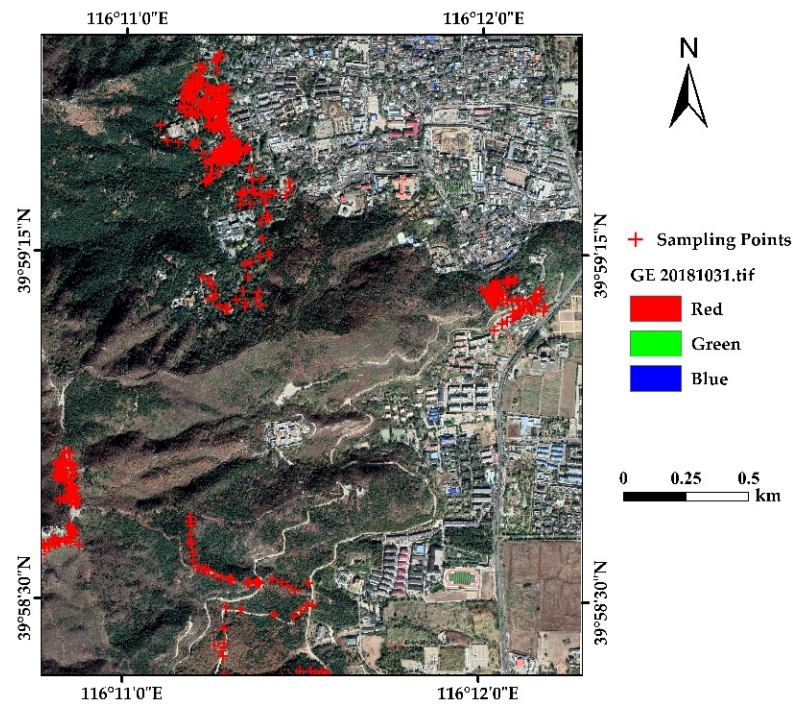 116°11'0"E
116°12'0"E
N
39°59'15"N
39°59'15"N
Sampling Points
GE 20181031.tif
Red
Green
Blue
0 0.25 0.5
km
39°58'30"N
39°58'30"N
116°11'0"E
116°12'0"E